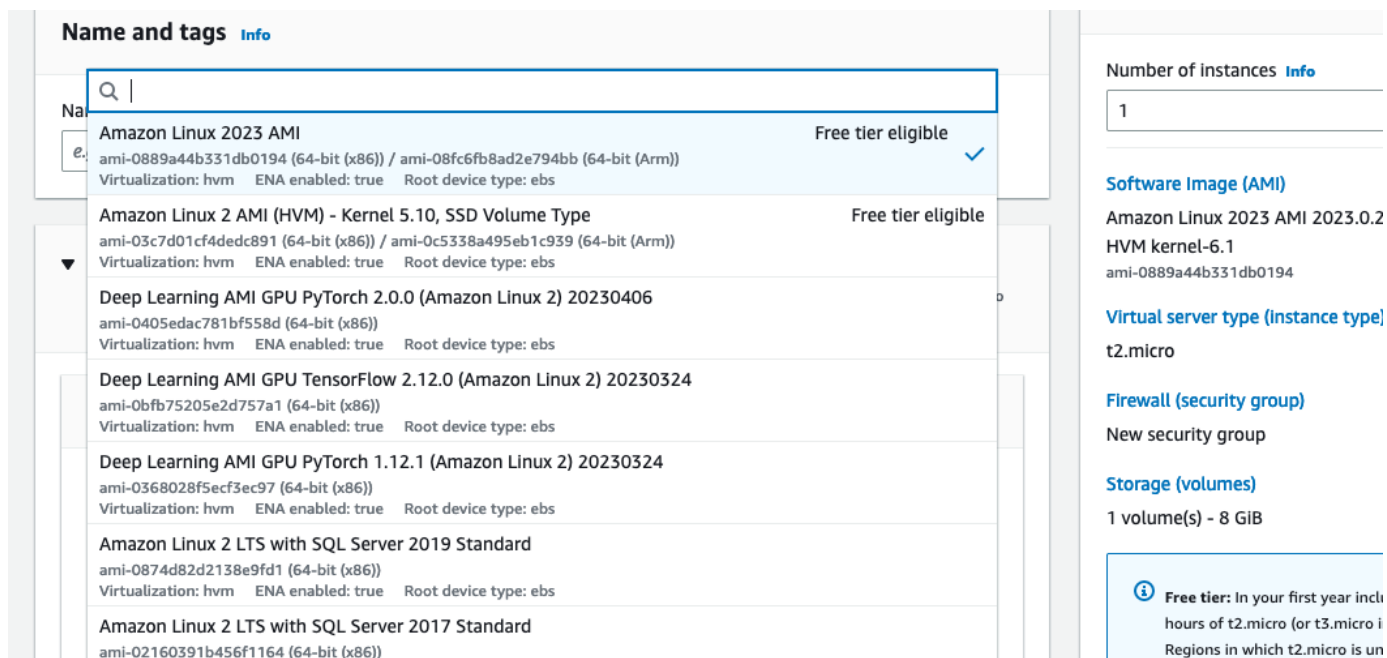 Name and tags Info
Amazon Linux 2023 AMI
Free tier eligible
ami-0889a44b331db0194 (64-bit (x86)) / ami-08fc6fb8ad2e794bb (64-bit (Arm))
Virtualization: hvm ENA enabled: true Root device type: ebs
Amazon Linux 2 AMI (HVM) - Kernel 5.10, SSD Volume Type
Free tier eligible
ami-03c7d01cf4dedc891 (64-bit (x86)) / ami-0c5338a495eb1c939 (64-bit (Arm))
Virtualization: hvm ENA enabled: true Root device type: ebs
Deep Learning AMI GPU PyTorch 2.0.0 (Amazon Linux 2) 20230406
ami-0405edac781bf558d (64-bit (x86))
Virtualization: hvm ENA enabled: true Root device type: ebs
Deep Learning AMI GPU TensorFlow 2.12.0 (Amazon Linux 2) 20230324
ami-0bfb75205e2d757a1 (64-bit (x86))
Virtualization: hvm ENA enabled: true Root device type: ebs
Deep Learning AMI GPU PyTorch 1.12.1 (Amazon Linux 2) 20230324
ami-0368028f5ecf3ec97 (64-bit (x86))
Virtualization: hvm ENA enabled: true Root device type: ebs
Amazon Linux 2 LTS with SQL Server 2019 Standard
ami-0874d82d2138e9fd1 (64-bit (x86))
Virtualization: hvm ENA enabled: true Root device type: ebs
Amazon Linux 2 LTS with SQL Server 2017 Standard
ami-02160391b456f1164 (64-bit (x86))
Number of instances Info
1
Software Image (AMI)
Amazon Linux 2023 AMI 2023.0.2
HVM kernel-6.1
ami-0889a44b331db0194
Virtual server type (instance type)
t2.micro
Firewall (security group)
New security group
Storage (volumes)
1 volume(s) - 8 GiB
Free tier: In your first year
hours of t2.micro (or t3.micro
Regions in which t2.micro is